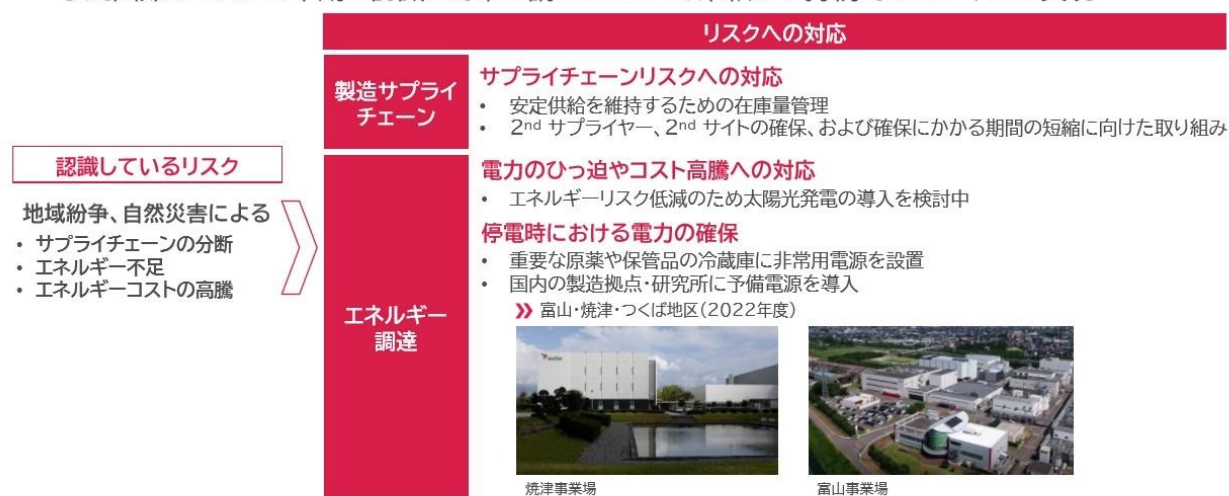 リスクへの対応
認識しているリスク
地域紛争、自然災害による
• サプライチェーンの分断
• エネルギー不足
• エネルギーコストの高騰
製造サプライ
チェーン
サプライチェーンリスクへの対応
• 安定供給を維持するための在庫量管理
• 2nd サプライヤー、2nd サイトの確保、および確保にかかる期間の短縮に向けた取り組み
エネルギー
調達
電力のひっ迫やコスト高騰への対応
• エネルギーリスク低減のため太陽光発電の導入を検討中
停電時における電力の確保
• 重要な原薬や保管品の冷蔵庫に非常用電源を設置
• 国内の製造拠点・研究所に予備電源を導入
》 富山・焼津・つくば地区(2022年度)
焼津事業場
富山事業場